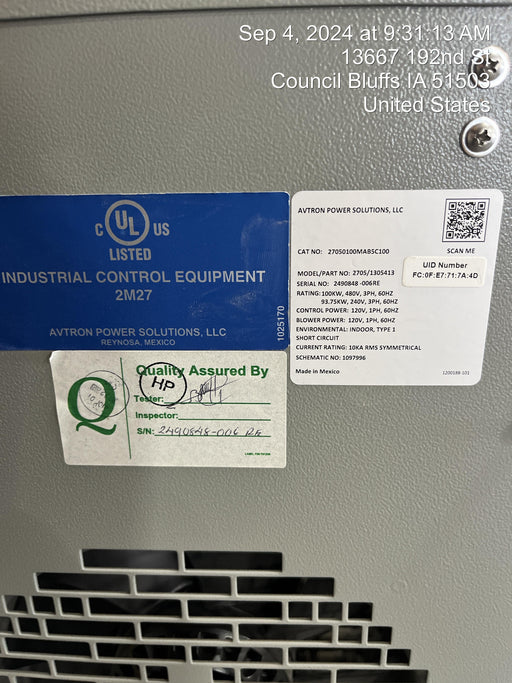 Sep 4, 2024 at 9:31:13 AM
13667 192nd St
Council Bluffs IA 51503
United States
C UL US
LISTED
INDUSTRIAL CONTROL EQUIPMENT
2M27
AVTRON POWER SOLUTIONS, LLC
REYNOSA, MEXICO
1025170
AVTRON POWER SOLUTIONS, LLC
CAT NO: 27050100MAB5C100
SCAN ME
UID Number
FC:0F:E7:71:7A:4D
MODEL/PART NO: 2705/1305413
SERIAL NO: 2490848 -006RE
RATING: 100KW, 480V, 3PH, 60HZ
93.75KW, 240V, 3PH, 60HZ
CONTROL POWER: 120V, 1PH, 60HZ
BLOWER POWER: 120V, 1PH, 60HZ
ENVIRONMENTAL: INDOOR, TYPE 1
SHORT CIRCUIT
CURRENT RATING: 10KA RMS SYMMETRICAL
SCHEMATIC NO: 1097996
Made in Mexico
1200188-101
Q
Quality Assured By
Tester: HP
Inspector:
S/N: 2490848-006 RE